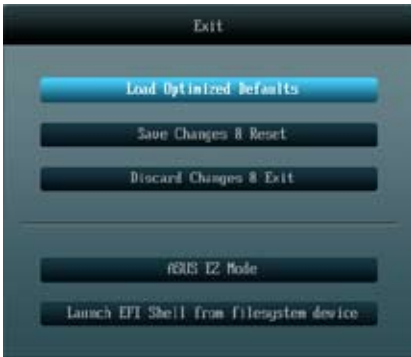 Exit
Load Optimized Defaults
Save Changes & Reset
Discard Changes & Exit
ASUS EZ Mode
Launch EFI Shell from filesystem device